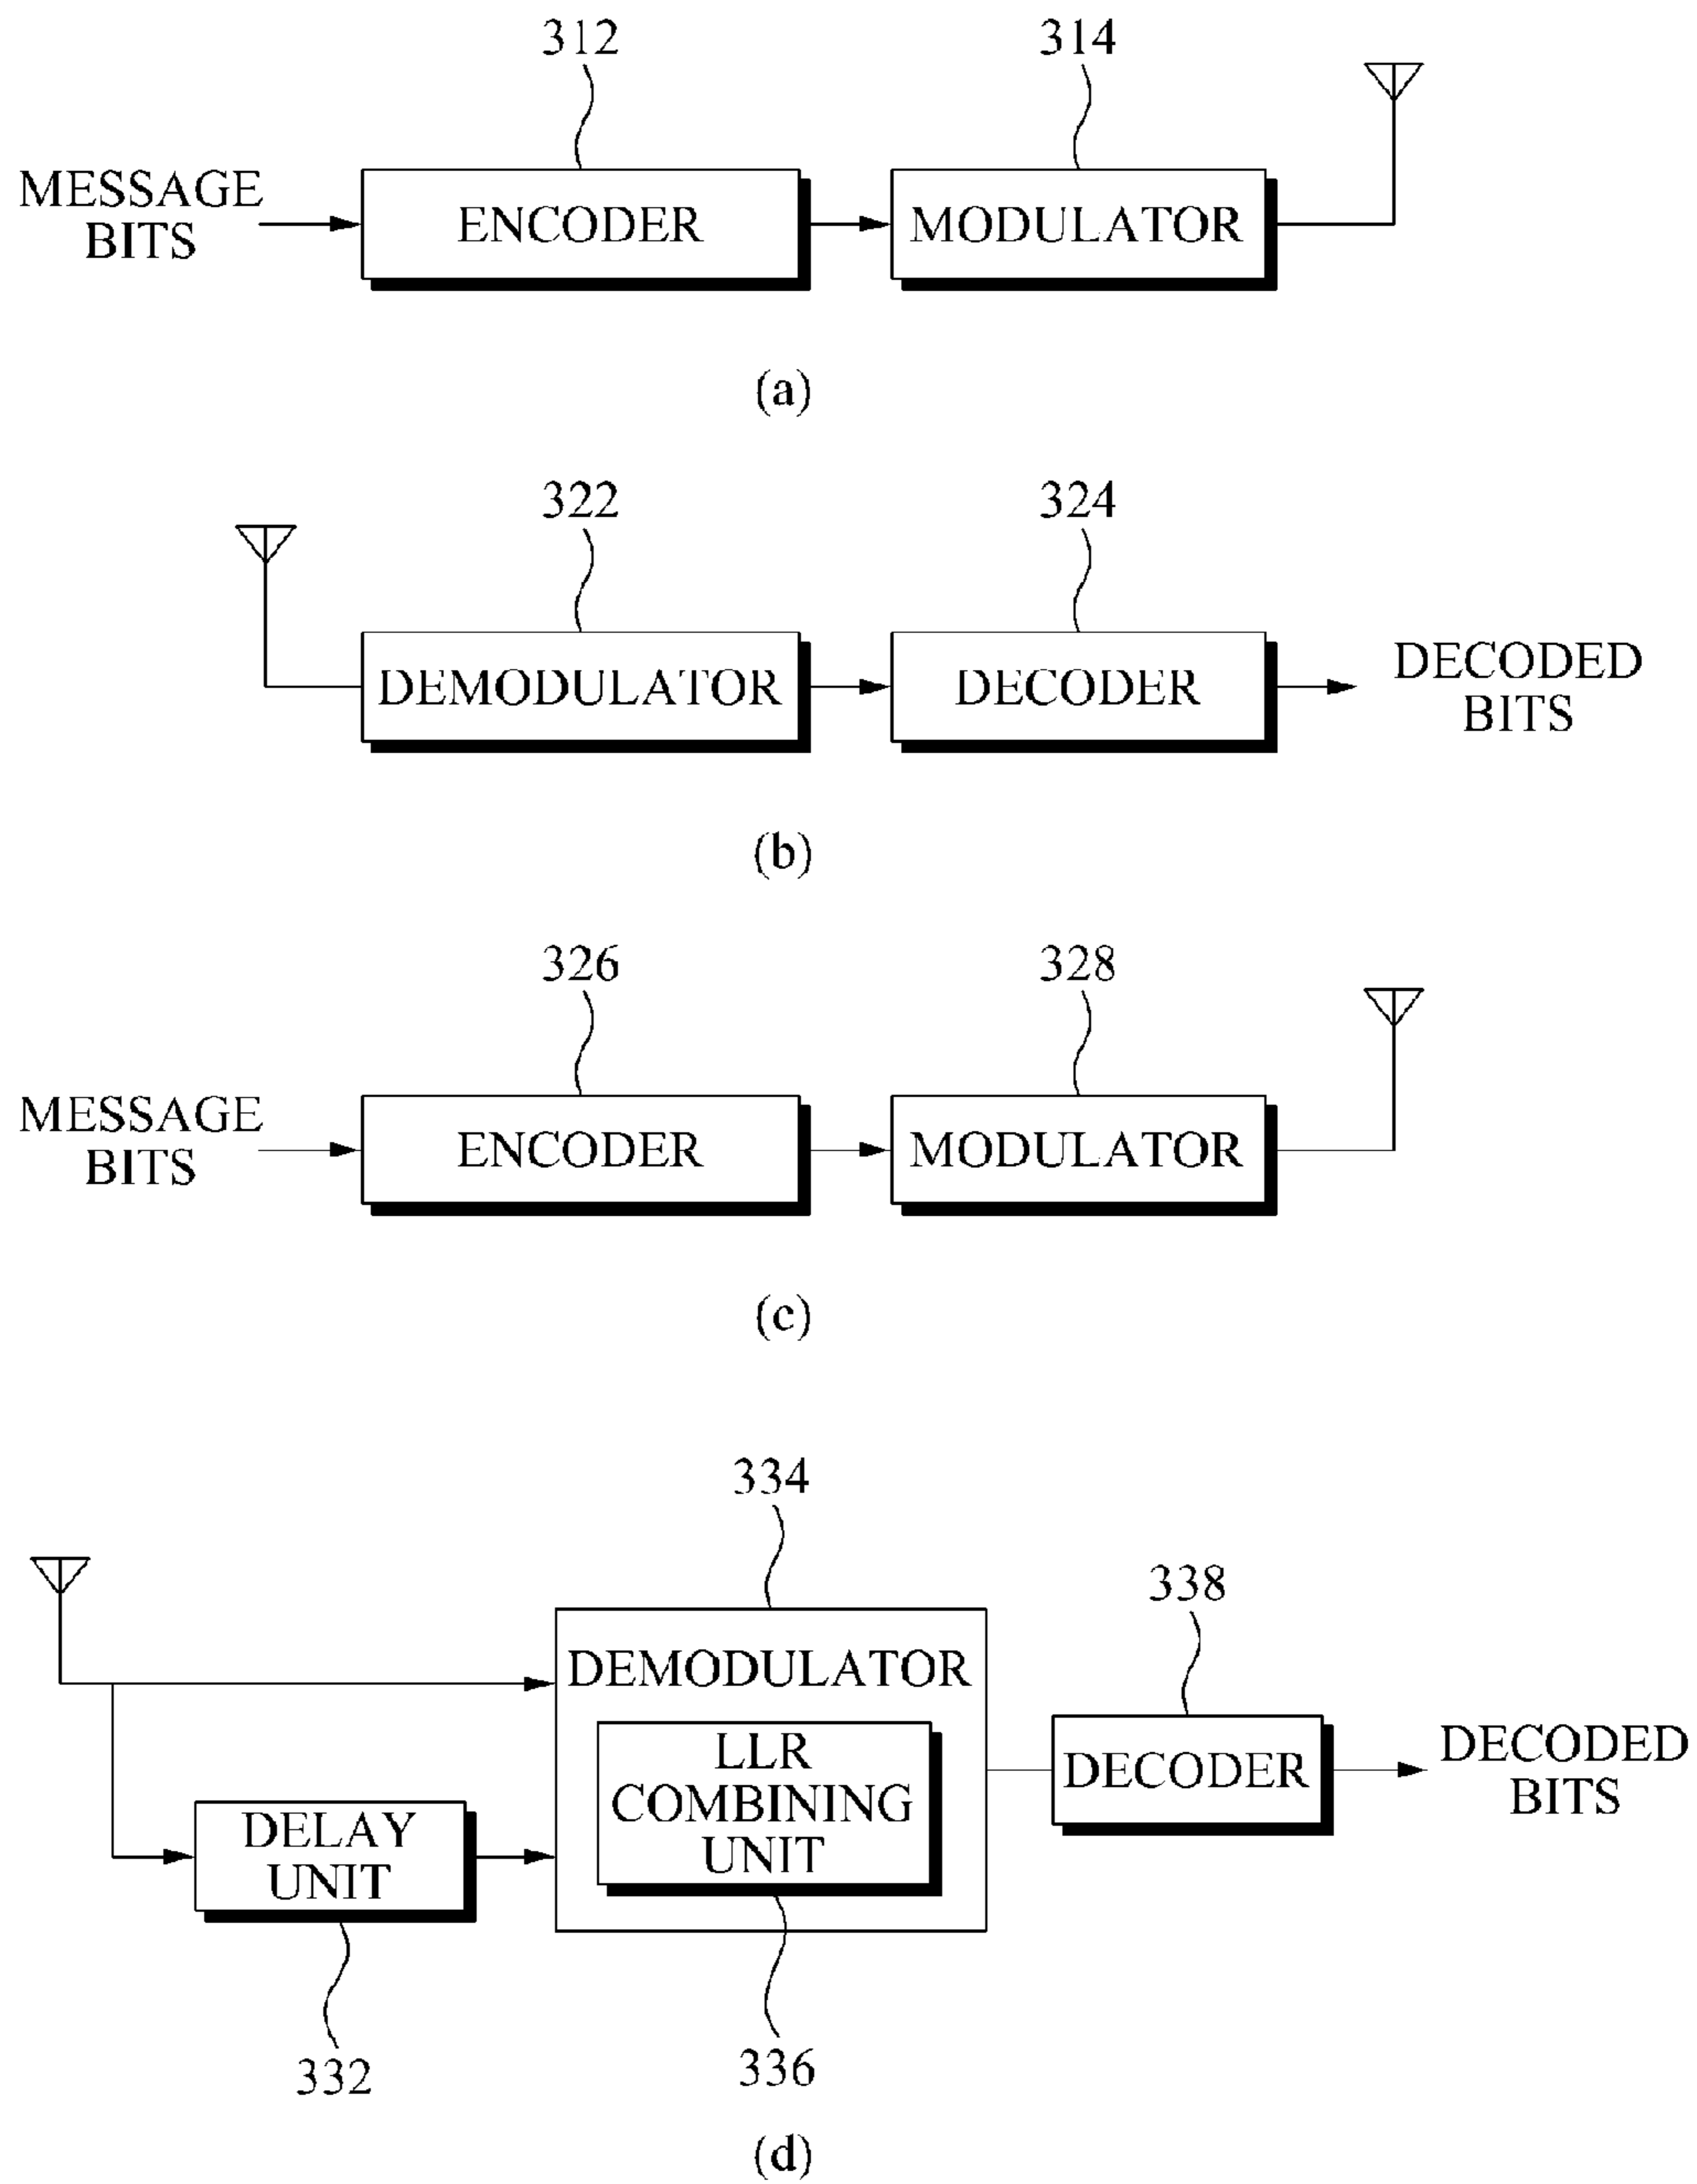 312
314
MESSAGE
BITS
ENCODER
MODULATOR
(a)
322
324
DEMODULATOR
DECODER
DECODED
BITS
(b)
326
328
MESSAGE
BITS
ENCODER
MODULATOR
(c)
334
338
DEMODULATOR
LLR
COMBINING
UNIT
DECODER
DECODED
BITS
DELAY
UNIT
332
336
(d)